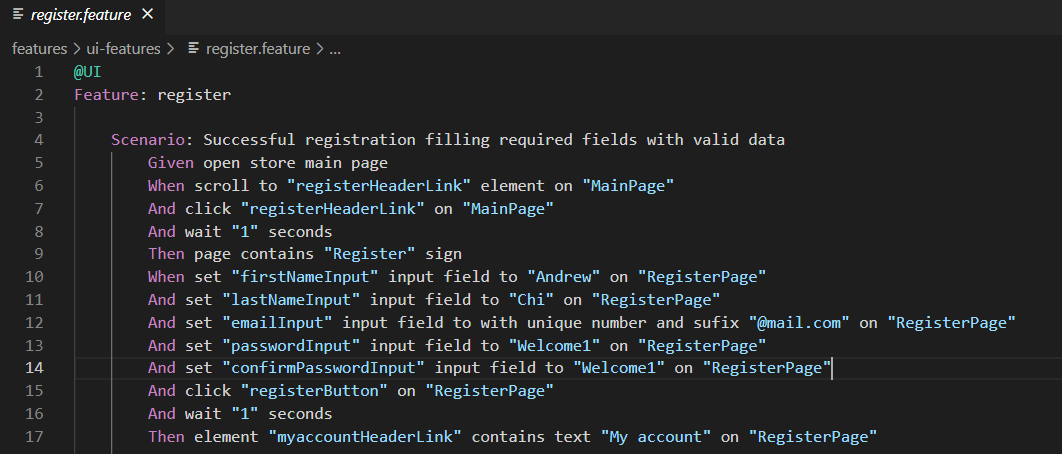 register.feature ×
features > ui-features > register.feature > ...
1 @UI
2 Feature: register
3
4 Scenario: Successful registration filling required fields with valid data
5 Given open store main page
6 When scroll to "registerHeaderLink" element on "MainPage"
7 And click "registerHeaderLink" on "MainPage"
8 And wait "1" seconds
9 Then page contains "Register" sign
10 When set "firstNameInput" input field to "Andrew" on "RegisterPage"
11 And set "lastNameInput" input field to "Chi" on "RegisterPage"
12 And set "emailInput" input field to with unique number and sufix "@mail.com" on "RegisterPage"
13 And set "passwordInput" input field to "Welcome1" on "RegisterPage"
14 And set "confirmPasswordInput" input field to "Welcome1" on "RegisterPage"
15 And click "registerButton" on "RegisterPage"
16 And wait "1" seconds
17 Then element "myaccountHeaderLink" contains text "My account" on "RegisterPage"